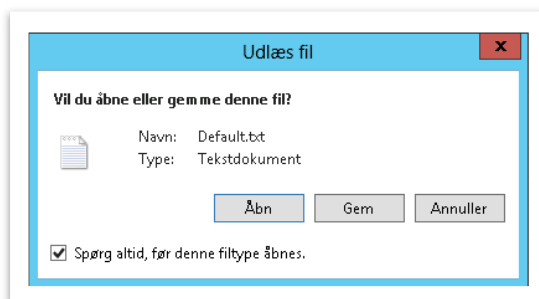 Udlæs fil
x
Vil du åbne eller gemme denne fil?
Navn: Default.txt
Type: Tekstdokument
Åbn Gem Annuller
Spørg altid, før denne filtype åbnes.